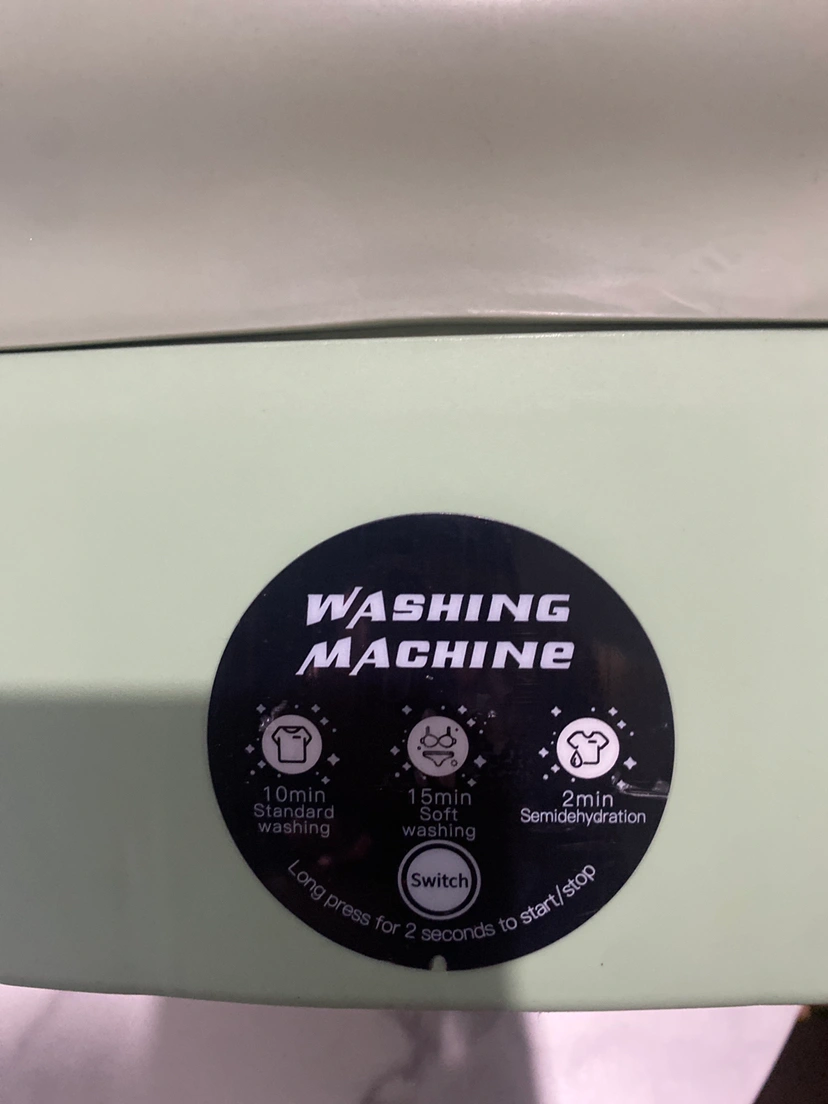 WASHING
MACHINE
10min
Standard
washing
15min
Soft
washing
2min
Semidehydration
Switch
Long press for 2 seconds to start/stop